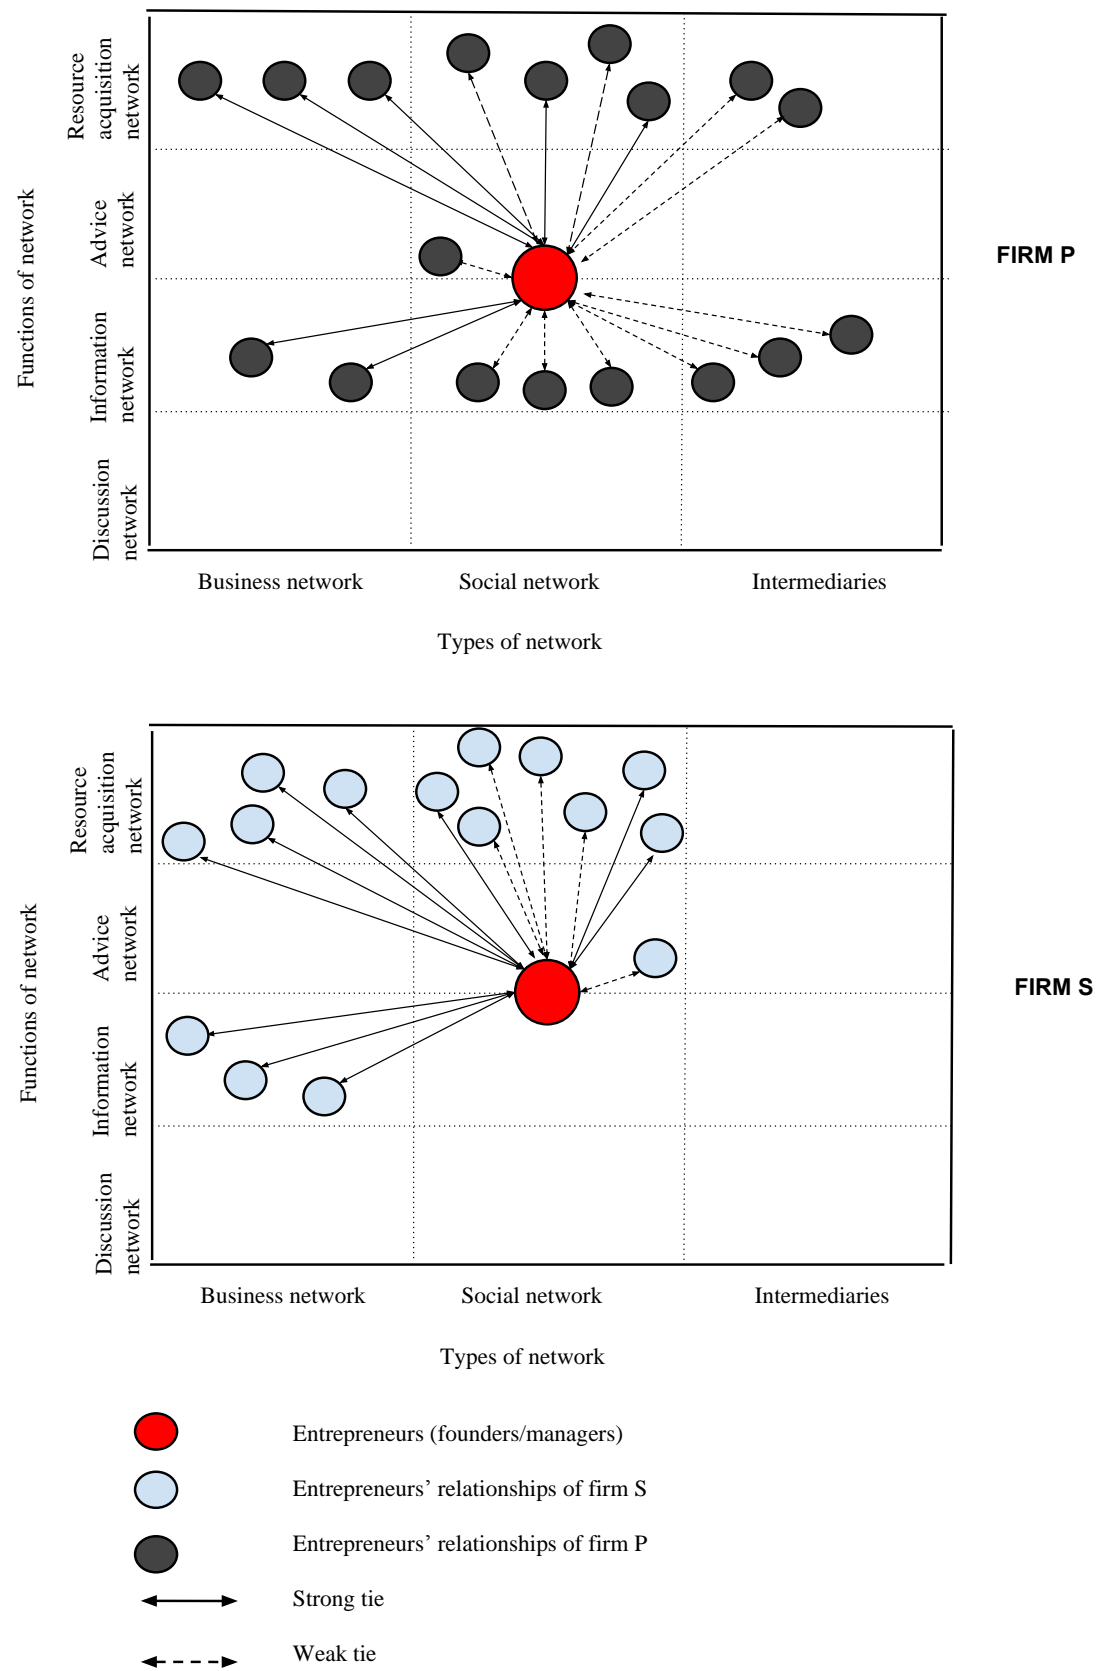 Functions of network
Resource
acquisition
network
Advice
network
Information
network
Discussion
network
FIRM P
Business network
Social network
Intermediaries
Types of network
Functions of network
Resource
acquisition
network
Advice
network
Information
network
Discussion
network
FIRM S
Business network
Social network
Intermediaries
Types of network
Entrepreneurs (founders/managers)
Entrepreneurs’ relationships of firm S
Entrepreneurs’ relationships of firm P
Strong tie
Weak tie